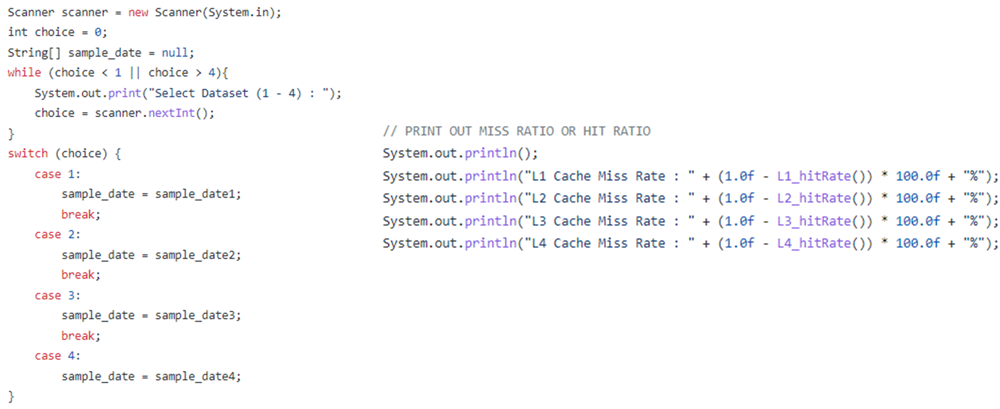 Scanner scanner = new Scanner(System.in);
int choice = 0;
String[] sample_date = null;
while (choice < 1 || choice > 4){
    System.out.print("Select Dataset (1 - 4) : ");
    choice = scanner.nextInt();
}
switch (choice) {
    case 1:
        sample_date = sample_date1;
        break;
    case 2:
        sample_date = sample_date2;
        break;
    case 3:
        sample_date = sample_date3;
        break;
    case 4:
        sample_date = sample_date4;
}
// PRINT OUT MISS RATIO OR HIT RATIO
System.out.println();
System.out.println("L1 Cache Miss Rate : " + (1.0f - L1_hitRate()) * 100.0f + "%");
System.out.println("L2 Cache Miss Rate : " + (1.0f - L2_hitRate()) * 100.0f + "%");
System.out.println("L3 Cache Miss Rate : " + (1.0f - L3_hitRate()) * 100.0f + "%");
System.out.println("L4 Cache Miss Rate : " + (1.0f - L4_hitRate()) * 100.0f + "%");